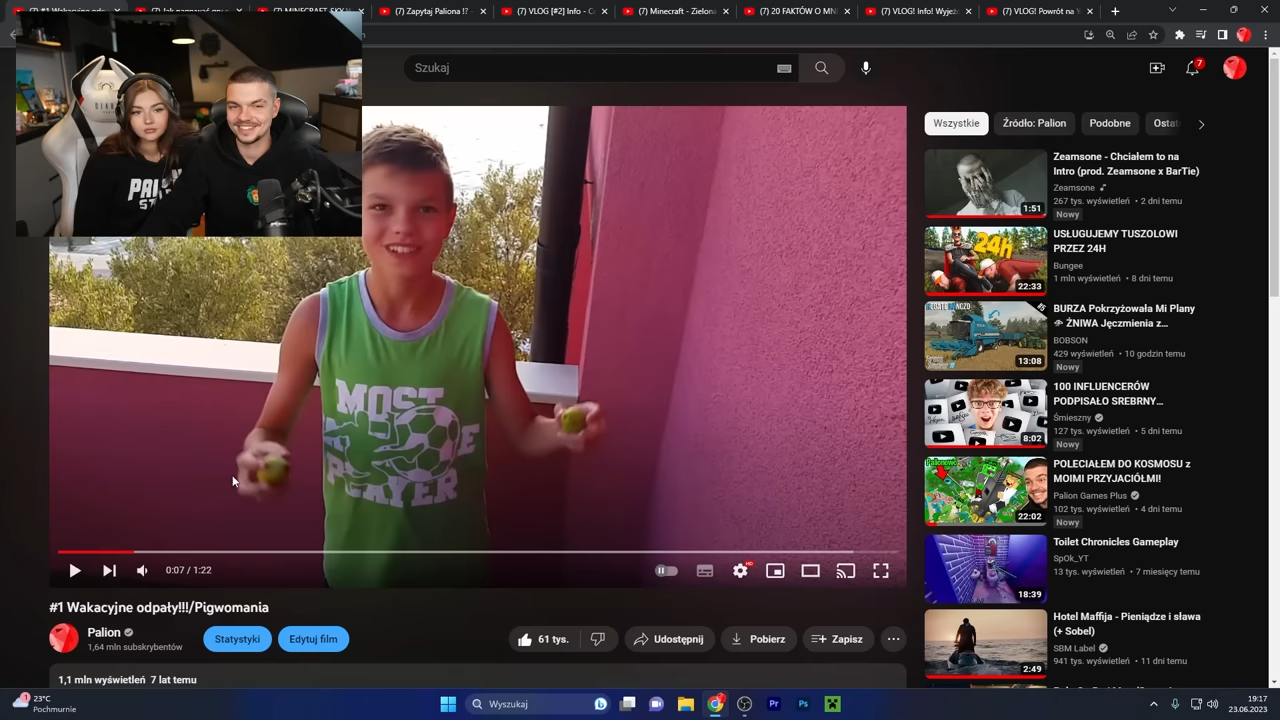 (7) Zapytaj Paliona !?
(7) VLOG [#2]
(7) Minecraft - zielona
(7) 20 FAKTÓW O MN
(7) VLOG! Info! Wyjeż
(7) VLOG! Powrót na
Szukaj
7
Wszystkie
Źródło: Palion
Podobne
Ostat
Zeamsone - Chciałem to na
Intro (prod. Zeamsone x BarTie)
Zeamsone
267 tys. wyświetleń • 2 dni temu
Nowy
1:51
24h
USŁUGUJEMY TUSZOLOWI
PRZEZ 24H
Bungee
1 mln wyświetleń • 8 dni temu
22:33
BURZA Pokrzyżowała Mi Plany
ŻNIWA Jęczmienia z…
BOBSON
429 wyświetleń • 10 godzin temu
Nowy
13:08
100 INFLUENCERÓW
PODPISAŁO SREBRNY…
Śmieszny
127 tys. wyświetleń • 5 dni temu
Nowy
8:02
Palionowo
POLECIAŁEM DO KOSMOSU z
MOIMI PRZYJACIÓŁMI!
Palion Games Plus
102 tys. wyświetleń • 4 dni temu
Nowy
22:02
Toilet Chronicles Gameplay
SpOk_YT
13 tys. wyświetleń • 7 miesięcy temu
18:39
Hotel Maffija - Pieniądze i sława
(+ Sobel)
SBM Label
941 tys. wyświetleń • 11 dni temu
2:49
MOST
0:07 / 1:22
HD
#1 Wakacyjne odpały!!!/Pigwomania
Palion
1,64 mln subskrybentów
Statystyki
Edytuj film
61 tys.
Udostępnij
Pobierz
Zapisz
1,1 mln wyświetleń 7 lat temu
1
23°C
Pochmurnie
Wyszukaj
19:17
23.06.2023